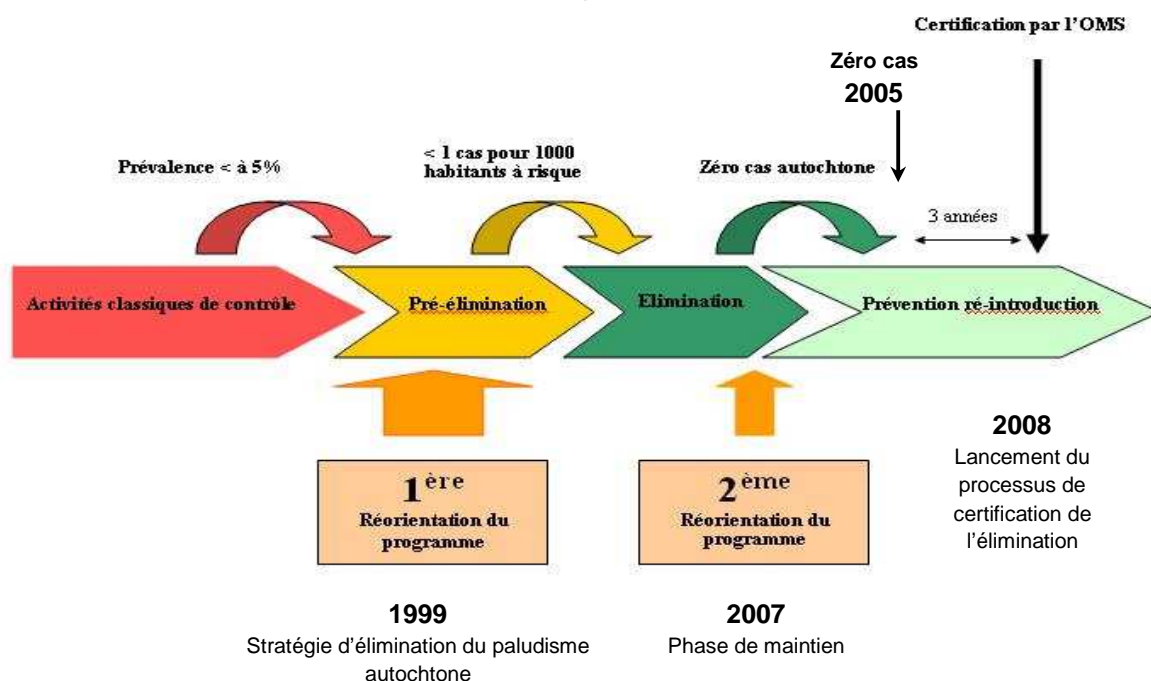 Certification par l'OMS
Zéro cas
2005
Prévalence < à 5%
< 1 cas pour 1000
habitants à risque
Zéro cas autochtone
3 années
Activités classiques de contrôle
Pré-élimination
Elimination
Prévention ré-introduction
1ère
Réorientation du
programme
2ème
Réorientation du
programme
2008
Lancement du
processus de
certification de
l'élimination
1999
Stratégie d'élimination du paludisme
autochtone
2007
Phase de maintien